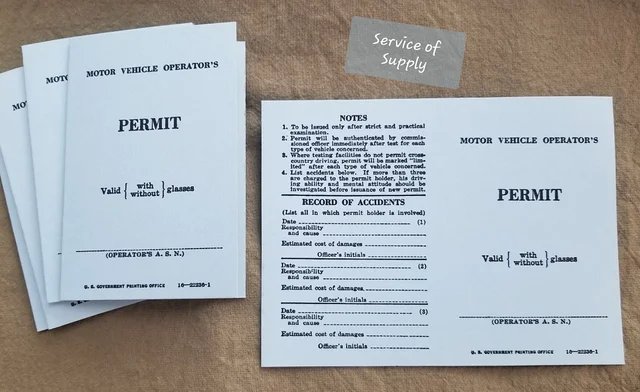 Service of
Supply
MO
MOTO
MOTOR VEHICLE OPERATOR'S
PERMIT
Valid { with
without } glasses
(OPERATOR'S A. S. N.)
U. S. GOVERNMENT PRINTING OFFICE 16—22236-1
NOTES
1. To be issued only after strict and practical
examination.
2. Permit will be authenticated by commis-
sioned officer immediately after test for each
type of vehicle concerned.
3. Where testing facilities do not permit cross-
country driving, permit will be marked "lim-
ited" after each type of vehicle concerned.
4. List accidents below. If more than three
are charged to the permit holder, his driv-
ing ability and mental attitude should be
investigated before issuance of new permit.
RECORD OF ACCIDENTS
(List all in which permit holder is involved)
Date (1)
Responsibility
and cause
Estimated cost of damages
Officer's initials
Date (2)
Responsibility
and cause
Estimated cost of damages
Officer's initials
Date (3)
Responsibility
and cause
Estimated cost of damages
Officer's initials
MOTOR VEHICLE OPERATOR'S
PERMIT
Valid { with
without } glasses
(OPERATOR'S A. S. N.)
U. S. GOVERNMENT PRINTING OFFICE 16—22236-1